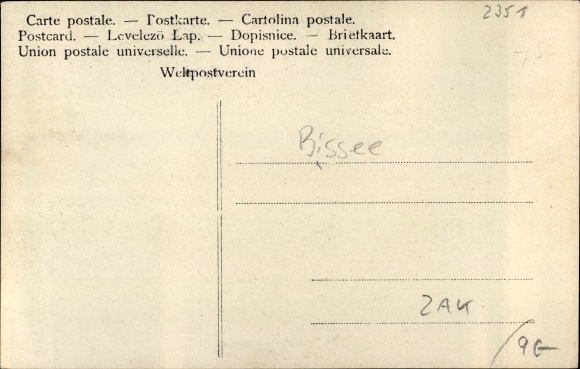 Carte postale. — Postkarte. — Cartolina postale.
Postcard. — Levelezö Lap. — Dopisnice. — Briefkaart.
Union postale universelle. — Unione postale universale.
Weltpostverein
2351
Bissee
ZAK